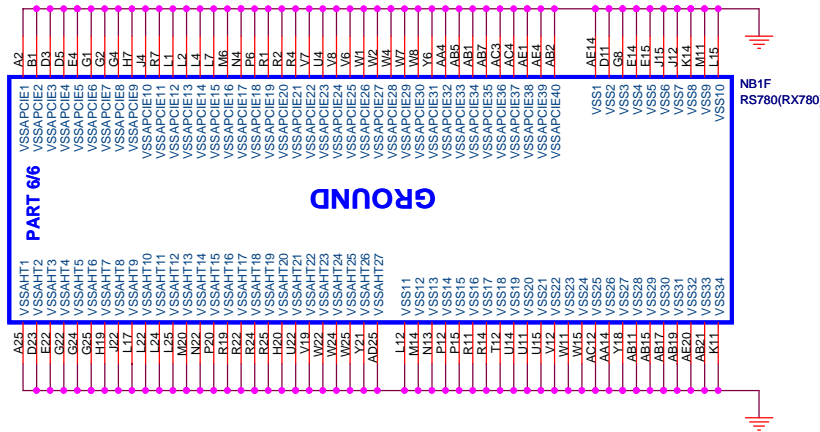 A2
B1
D3
D5
E4
G1
G2
G4
H7
J4
R7
L1
L2
L4
L7
M6
N4
P6
R1
R2
R4
V7
U4
V8
V6
W1
W2
W4
W7
W8
Y6
AA4
AB5
AB1
AB7
AC3
AC4
AE1
AE4
AB2
AE14
D11
G8
E14
E15
J15
J12
K14
M11
L15
NB1F
RS780(RX780
VSSAPCIE1
VSSAPCIE2
VSSAPCIE3
VSSAPCIE4
VSSAPCIE5
VSSAPCIE6
VSSAPCIE7
VSSAPCIE8
VSSAPCIE9
VSSAPCIE10
VSSAPCIE11
VSSAPCIE12
VSSAPCIE13
VSSAPCIE14
VSSAPCIE15
VSSAPCIE16
VSSAPCIE17
VSSAPCIE18
VSSAPCIE19
VSSAPCIE20
VSSAPCIE21
VSSAPCIE22
VSSAPCIE23
VSSAPCIE24
VSSAPCIE25
VSSAPCIE26
VSSAPCIE27
VSSAPCIE28
VSSAPCIE29
VSSAPCIE30
VSSAPCIE31
VSSAPCIE32
VSSAPCIE33
VSSAPCIE34
VSSAPCIE35
VSSAPCIE36
VSSAPCIE37
VSSAPCIE38
VSSAPCIE39
VSSAPCIE40
VSS1
VSS2
VSS3
VSS4
VSS5
VSS6
VSS7
VSS8
VSS9
VSS10
PART 6/6
GROUND
VSSAHT1
VSSAHT2
VSSAHT3
VSSAHT4
VSSAHT5
VSSAHT6
VSSAHT7
VSSAHT8
VSSAHT9
VSSAHT10
VSSAHT11
VSSAHT12
VSSAHT13
VSSAHT14
VSSAHT15
VSSAHT16
VSSAHT17
VSSAHT18
VSSAHT19
VSSAHT20
VSSAHT21
VSSAHT22
VSSAHT23
VSSAHT24
VSSAHT25
VSSAHT26
VSSAHT27
VSS11
VSS12
VSS13
VSS14
VSS15
VSS16
VSS17
VSS18
VSS19
VSS20
VSS21
VSS22
VSS23
VSS24
VSS25
VSS26
VSS27
VSS28
VSS29
VSS30
VSS31
VSS32
VSS33
VSS34
A25
D23
E22
G22
G24
G25
H19
J22
L17
L22
L24
L25
M20
N22
P20
R19
R22
R24
R25
H20
U22
V19
W22
W24
W25
Y21
AD25
L12
M14
N13
P12
P15
R11
R14
T12
U14
U11
U15
V12
W11
W15
AC12
AA14
Y18
AB11
AB15
AB17
AB19
AE20
AB21
K11